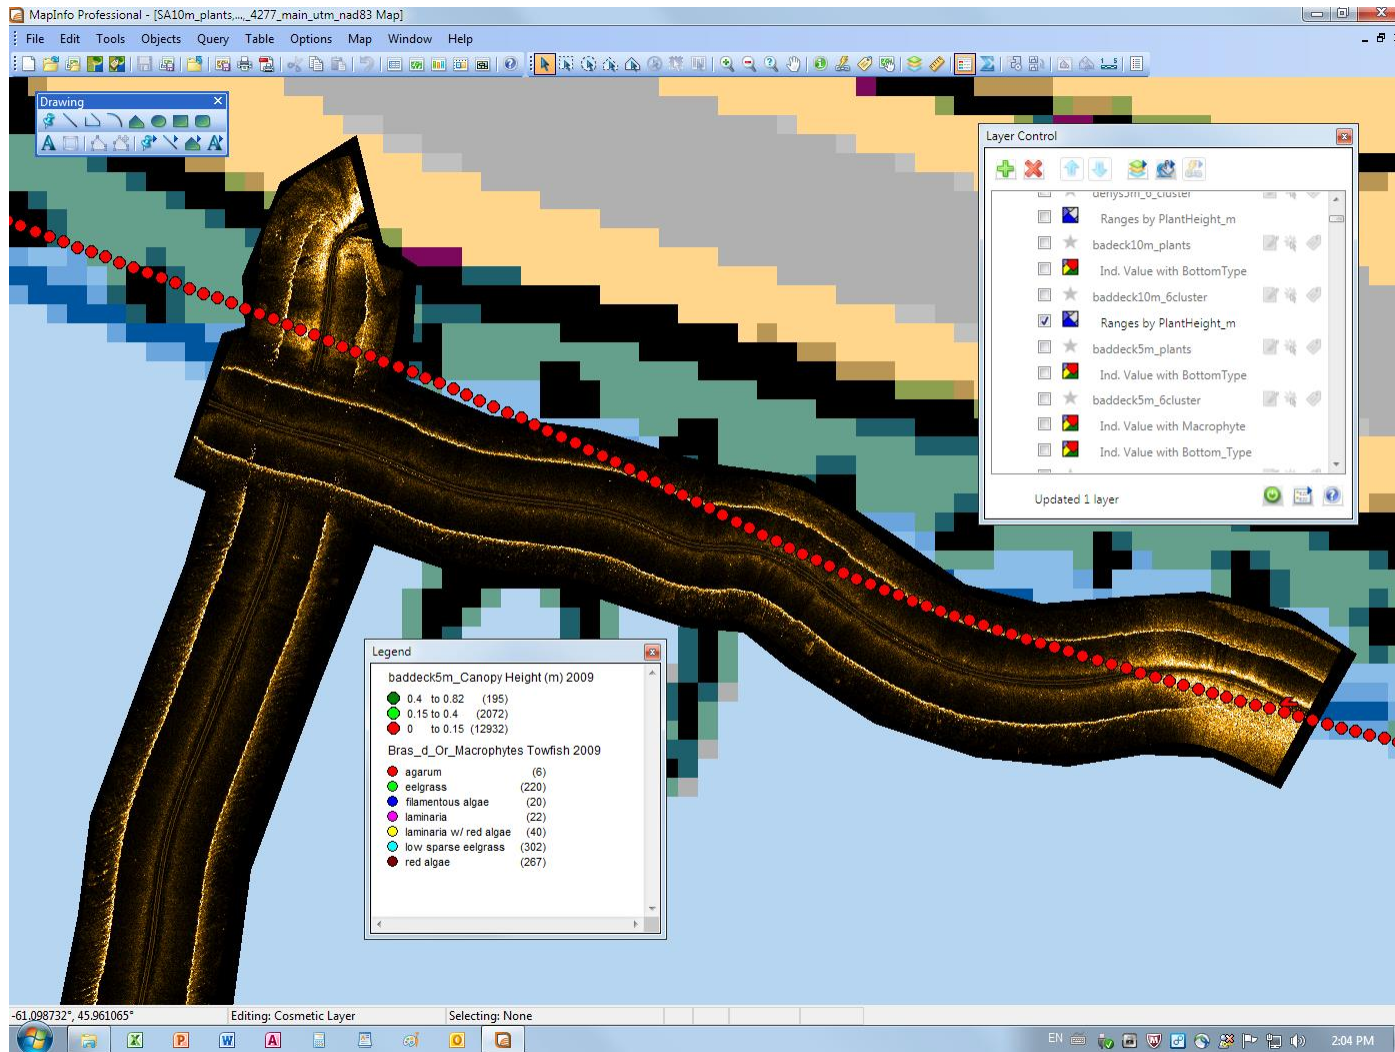 MapInfo Professional - [SA10m_plants,..._4277_main_utm_nad83 Map]
File Edit Tools Objects Query Table Options Map Window Help
Drawing
Layer Control
denys5m_6_cluster
Ranges by PlantHeight_m
badeck10m_plants
Ind. Value with BottomType
baddeck10m_6cluster
Ranges by PlantHeight_m
baddeck5m_plants
Ind. Value with BottomType
baddeck5m_6cluster
Ind. Value with Macrophyte
Ind. Value with Bottom_Type
Updated 1 layer
Legend
baddeck5m_Canopy Height (m) 2009
0.4 to 0.82 (195)
0.15 to 0.4 (2072)
0 to 0.15 (12932)
Bras_d_Or_Macrophytes Towfish 2009
agarum (6)
eelgrass (220)
filamentous algae (20)
laminaria (22)
laminaria w/ red algae (40)
low sparse eelgrass (302)
red algae (267)
-61.098732°, 45.961065° Editing: Cosmetic Layer Selecting: None
EN 2:04 PM